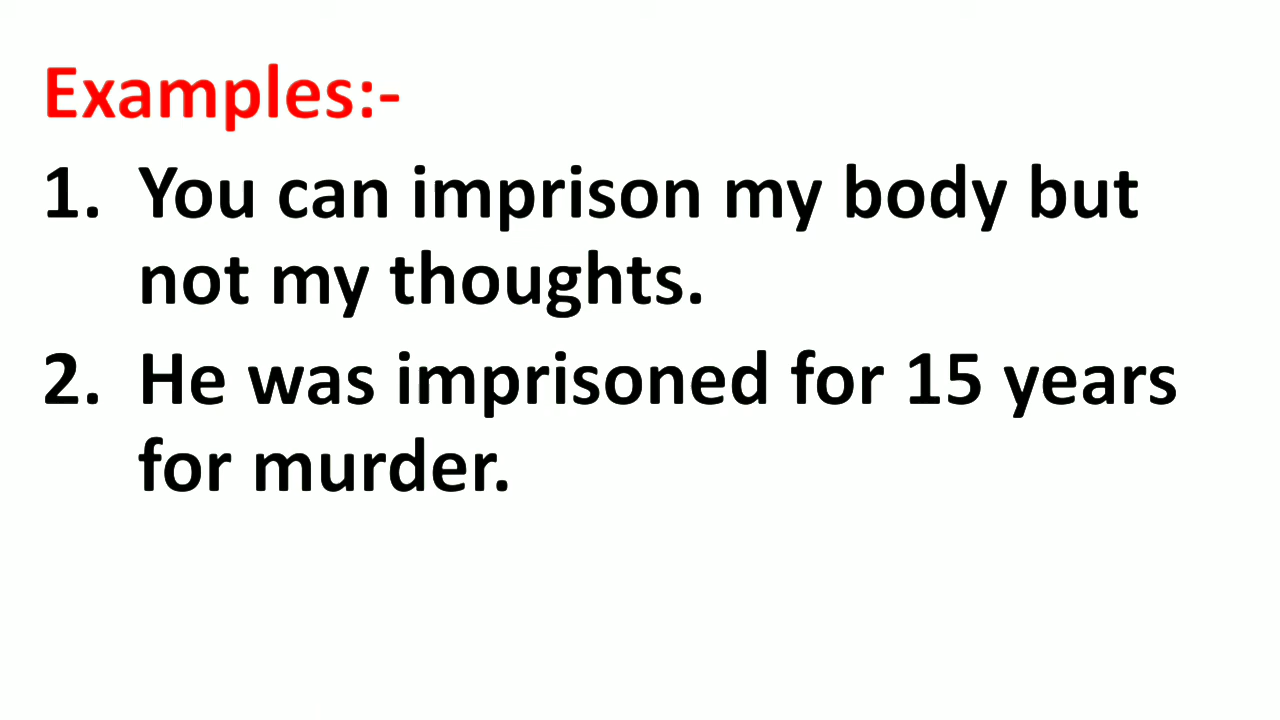 Examples:-
1. You can imprison my body but
not my thoughts.
2. He was imprisoned for 15 years
for murder.